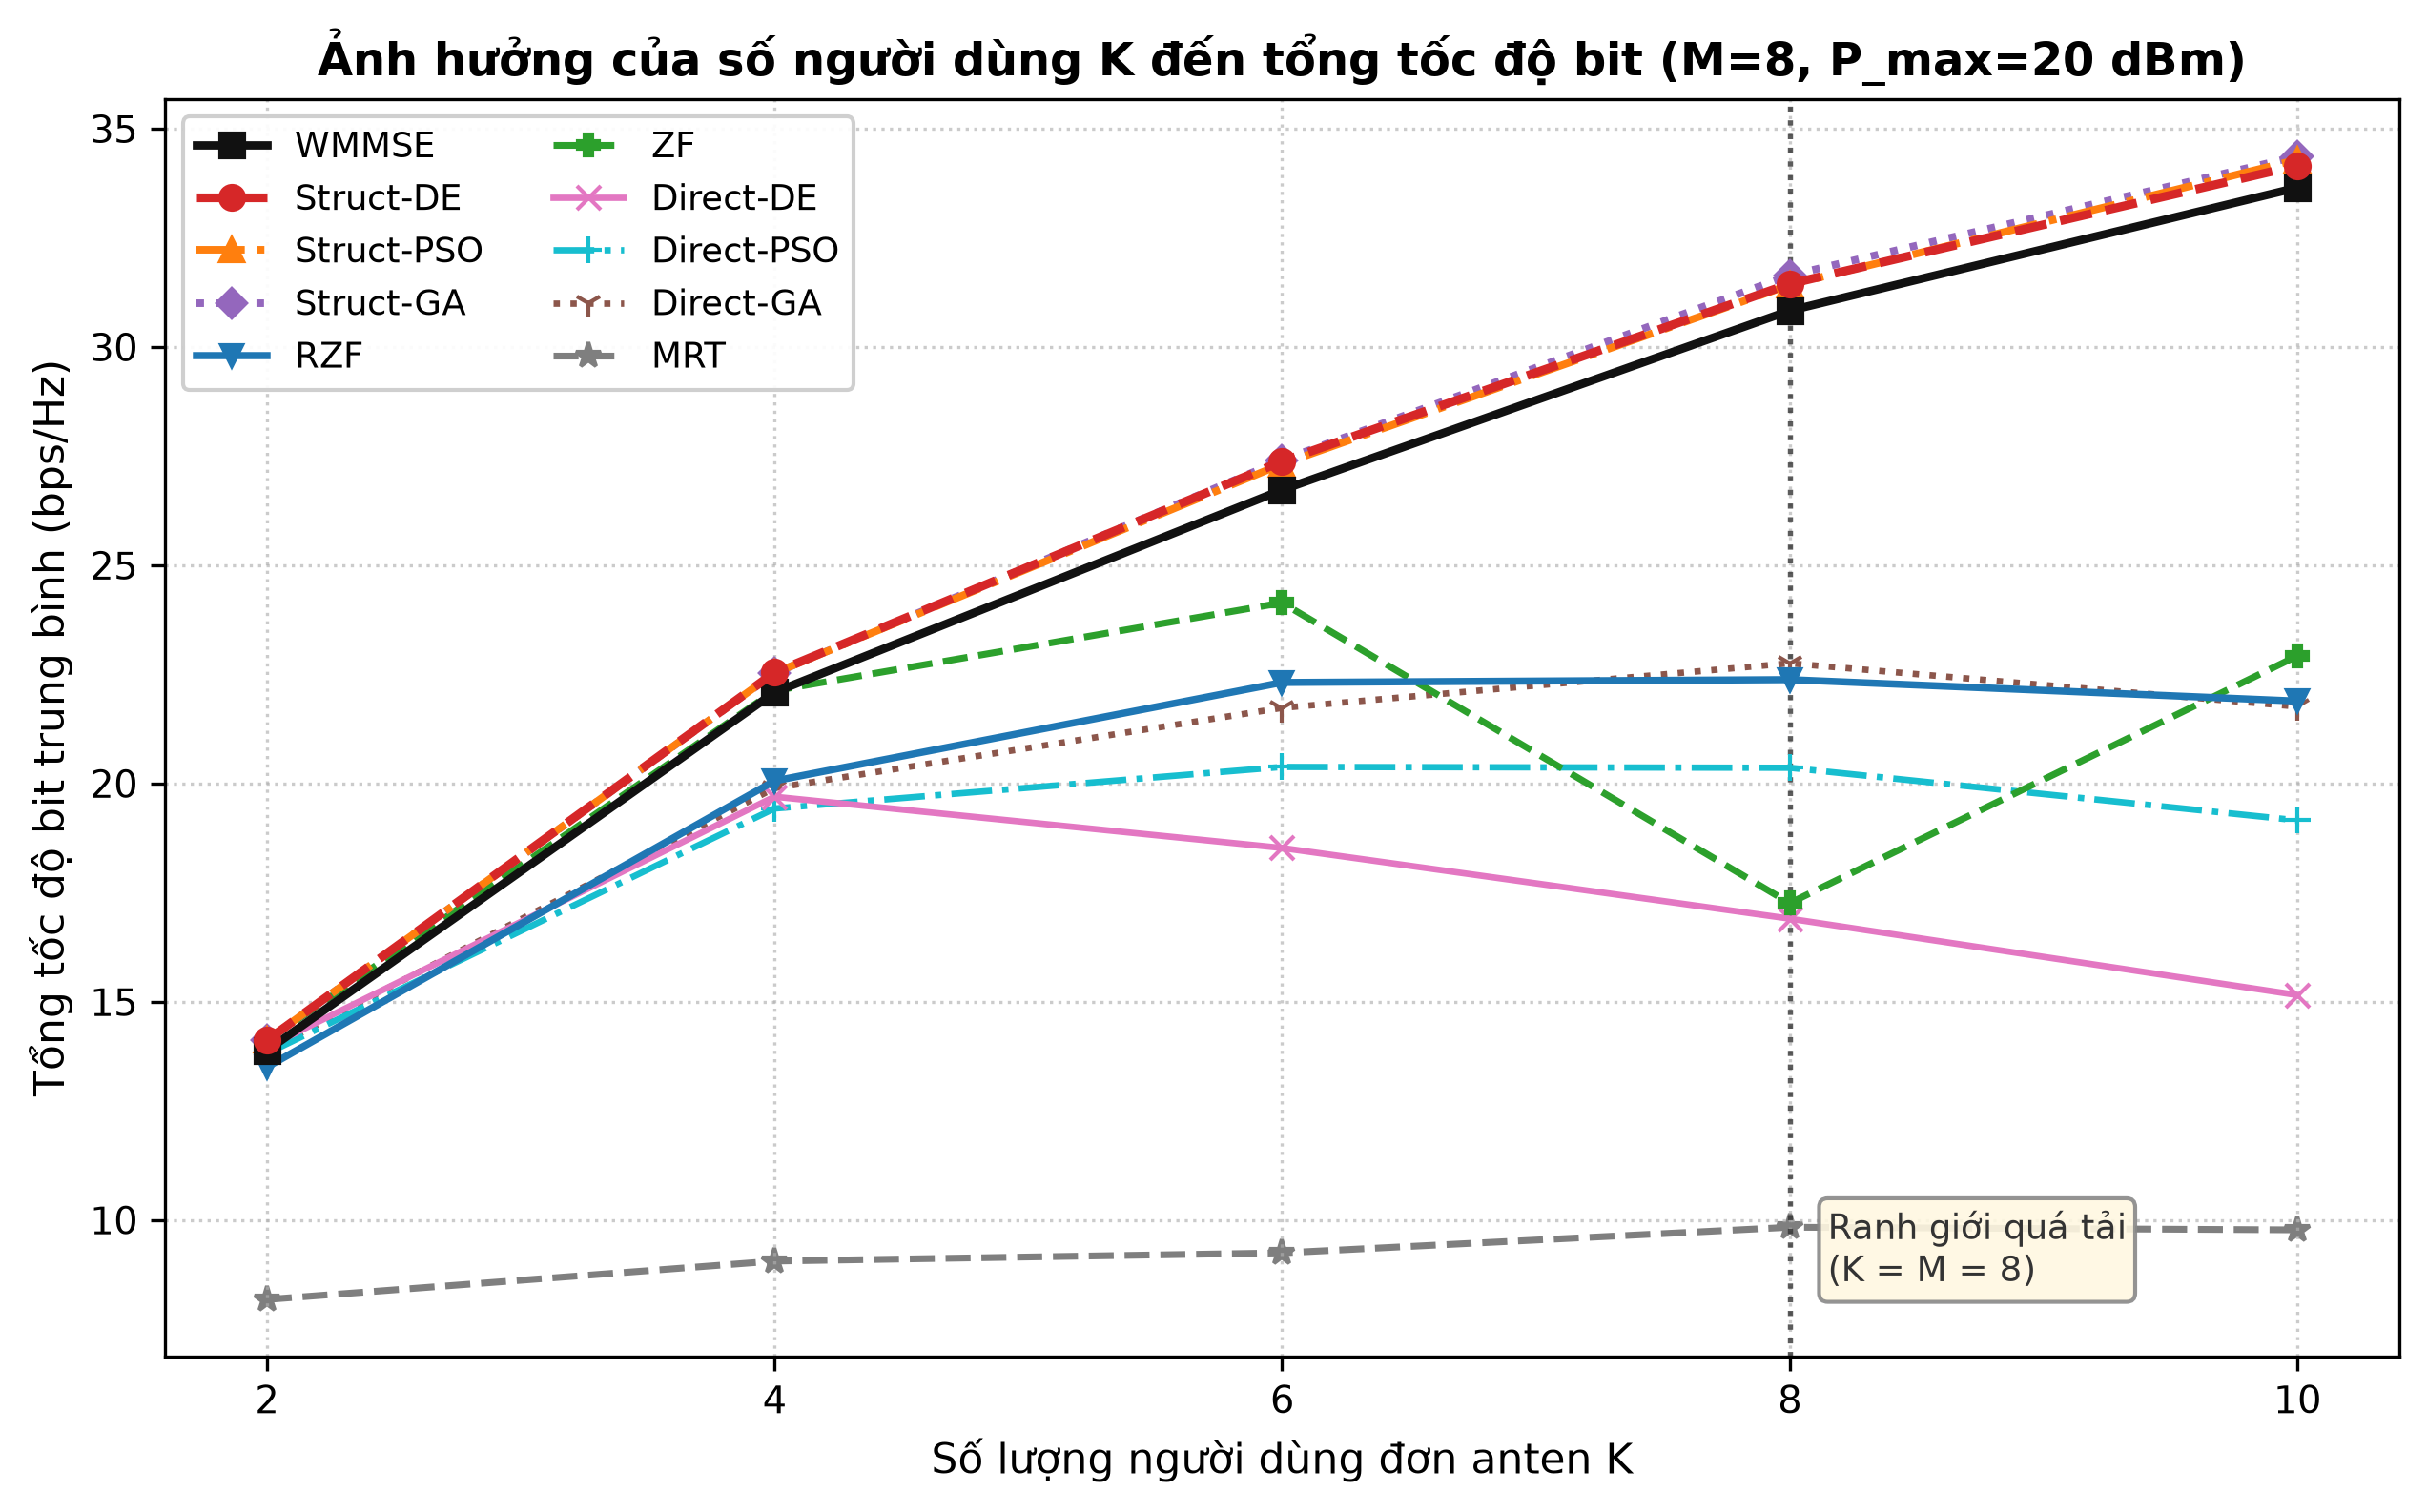 Ảnh hưởng của số người dùng K đến tổng tốc độ bit (M=8, P_max=20 dBm)
Tổng tốc độ bit trung bình (bps/Hz)
35
30
25
20
15
10
WMMSE
Struct-DE
Struct-PSO
Struct-GA
RZF
ZF
Direct-DE
Direct-PSO
Direct-GA
MRT
Ranh giới quá tải
(K = M = 8)
2
4
6
8
10
Số lượng người dùng đơn anten K